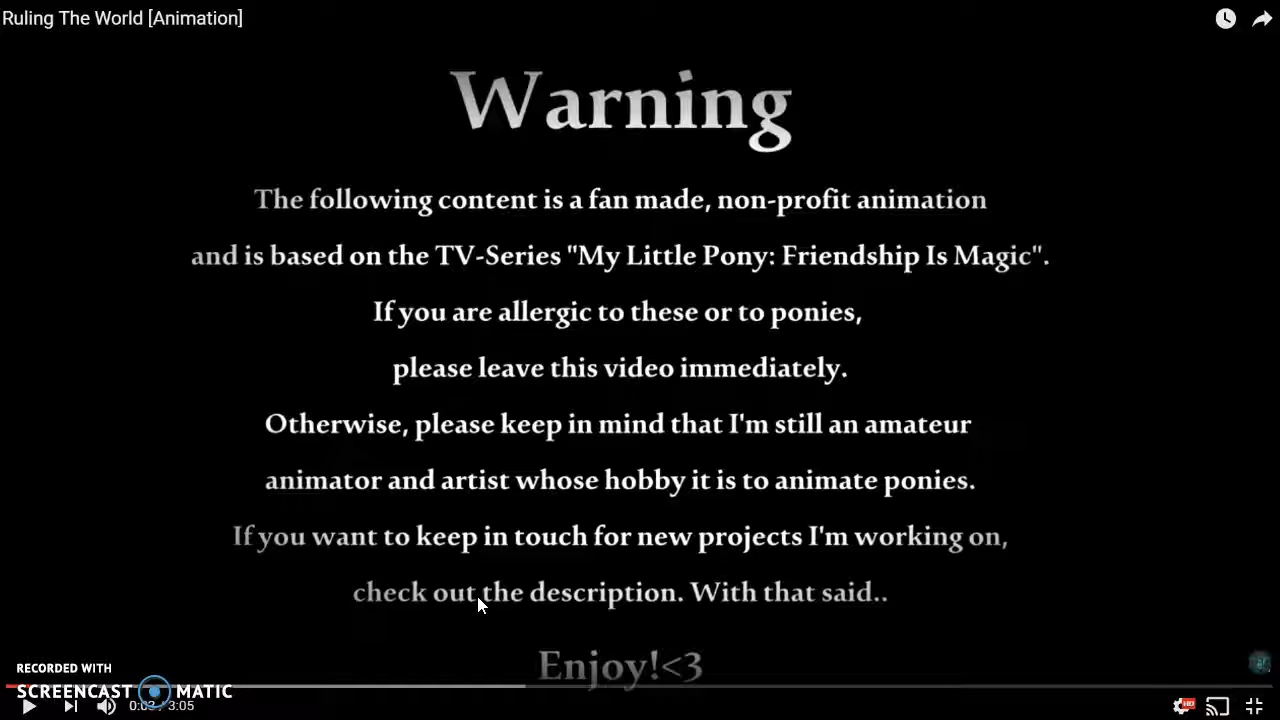 Ruling The World [Animation]
Warning
The following content is a fan made, non-profit animation
and is based on the TV-Series "My Little Pony: Friendship Is Magic".
If you are allergic to these or to ponies,
please leave this video immediately.
Otherwise, please keep in mind that I'm still an amateur
animator and artist whose hobby it is to animate ponies.
If you want to keep in touch for new projects I'm working on,
check out the description. With that said..
Enjoy!<3
RECORDED WITH
SCREENCAST MATIC
0:03 / 3:05
HD